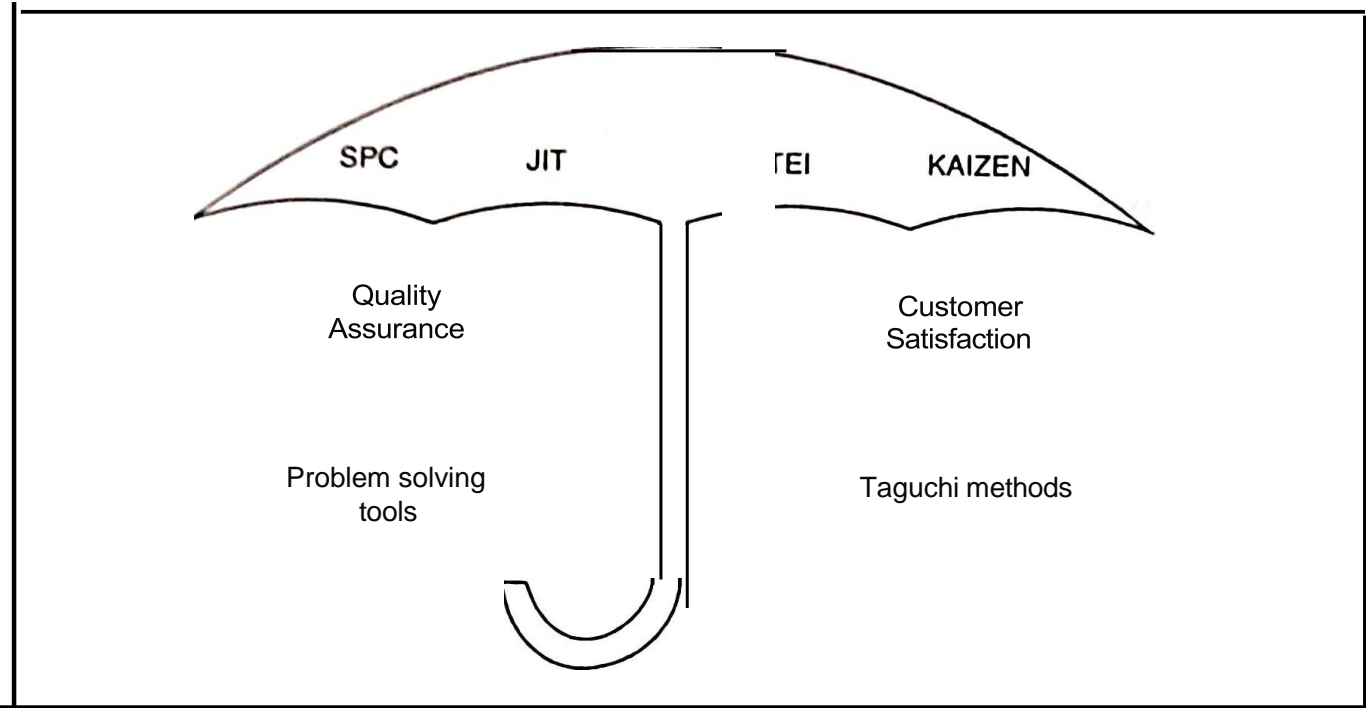 SPC JIT TEI KAIZEN
Quality
Assurance
Customer
Satisfaction
Problem solving
tools
Taguchi methods